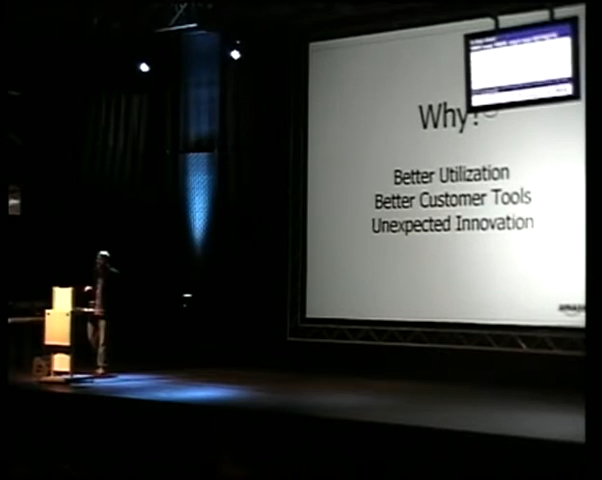 Why?
Better Utilization
Better Customer Tools
Unexpected Innovation